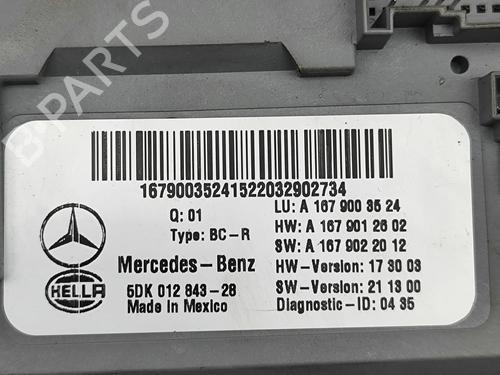 16790035241522032902734
Q: 01
Type: BC-R
LU: A 167 900 35 24
HW: A 167 901 26 02
SW: A 167 902 20 12
Mercedes-Benz
HW-Version: 17 30 03
HELLA
5DK 012 843-28
SW-Version: 21 13 00
Made In Mexico
Diagnostic-ID: 04 35
B-PARTS